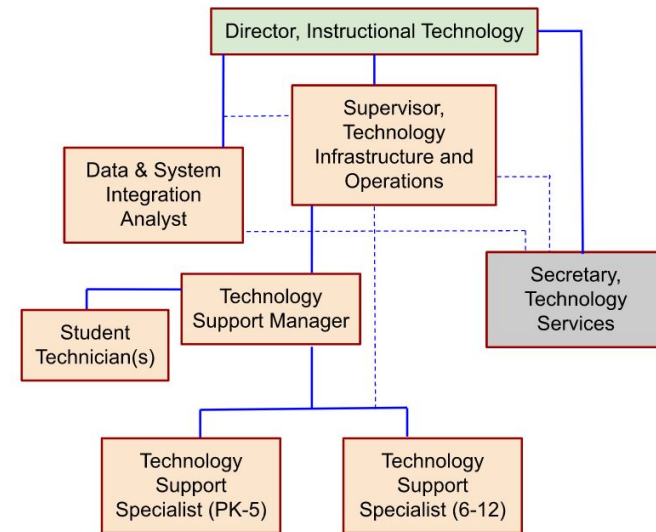 Director, Instructional Technology
Supervisor,
Technology
Infrastructure and
Operations
Data & System
Integration
Analyst
Secretary,
Technology
Services
Technology
Support Manager
Student
Technician(s)
Technology
Support
Specialist (PK-5)
Technology
Support
Specialist (6-12)